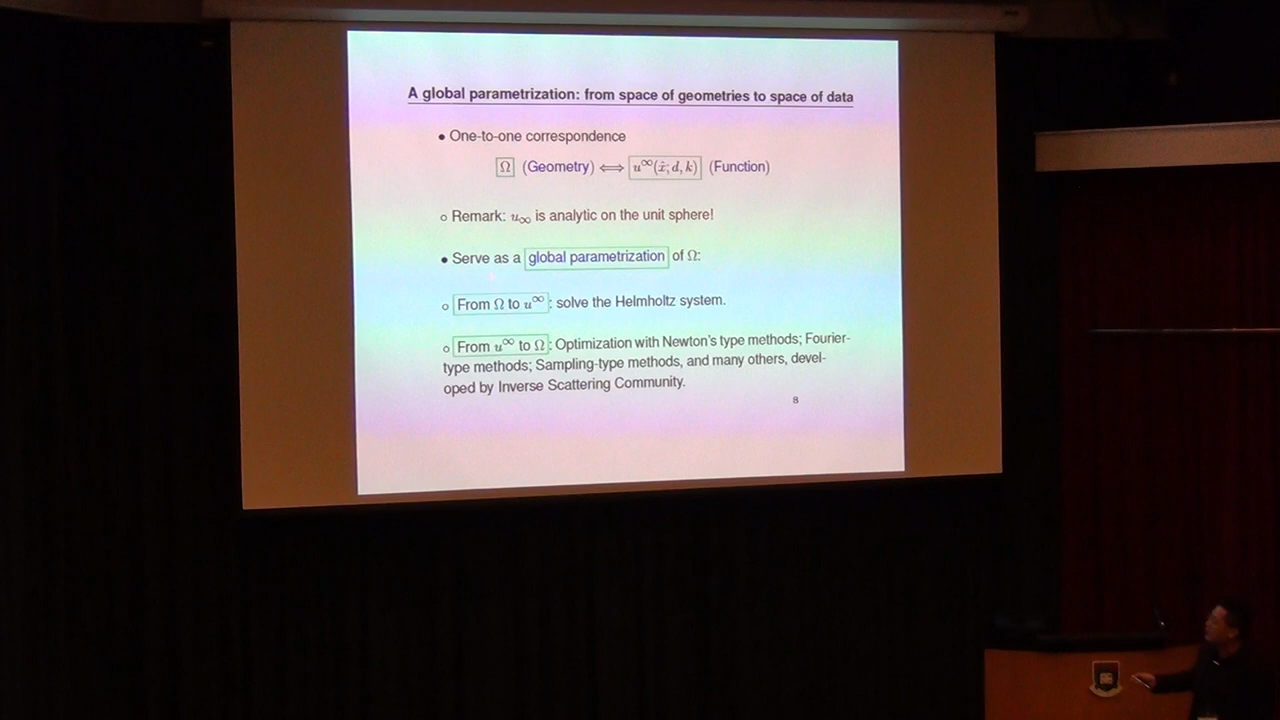 A global parametrization: from space of geometries to space of data
• One-to-one correspondence
Ω (Geometry) ⟺ u^∞(x̂; d, k) (Function)
○ Remark: u_∞ is analytic on the unit sphere!
• Serve as a global parametrization of Ω:
○ From Ω to u^∞: solve the Helmholtz system.
○ From u^∞ to Ω: Optimization with Newton's type methods; Fourier-
type methods; Sampling-type methods, and many others, devel-
oped by Inverse Scattering Community.
8